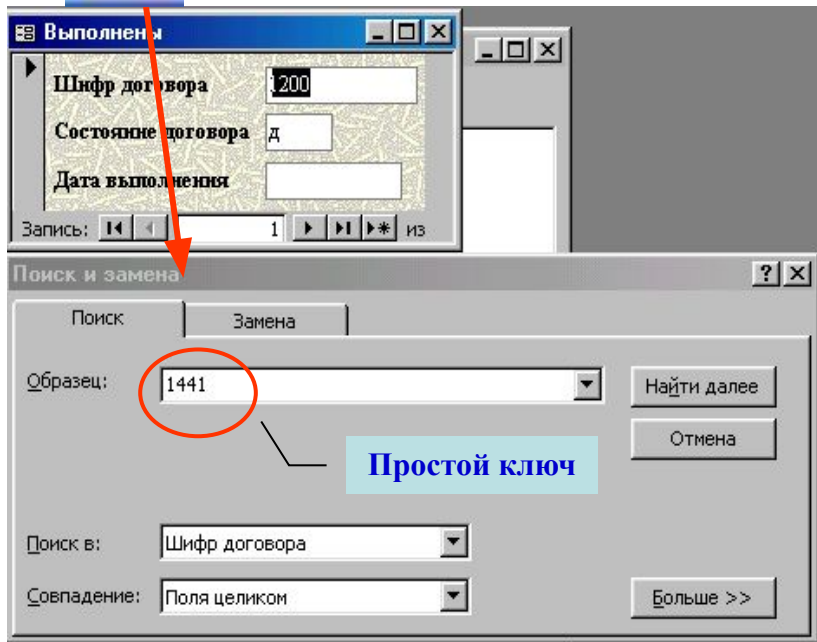 Выполнены
Шифр договора 1200
Состояние договора д
Дата выполнения
Запись: 1 из
Поиск и замена
Поиск Замена
Образец: 1441 Найти далее
Отмена
Простой ключ
Поиск в: Шифр договора
Совпадение: Поля целиком Больше >>